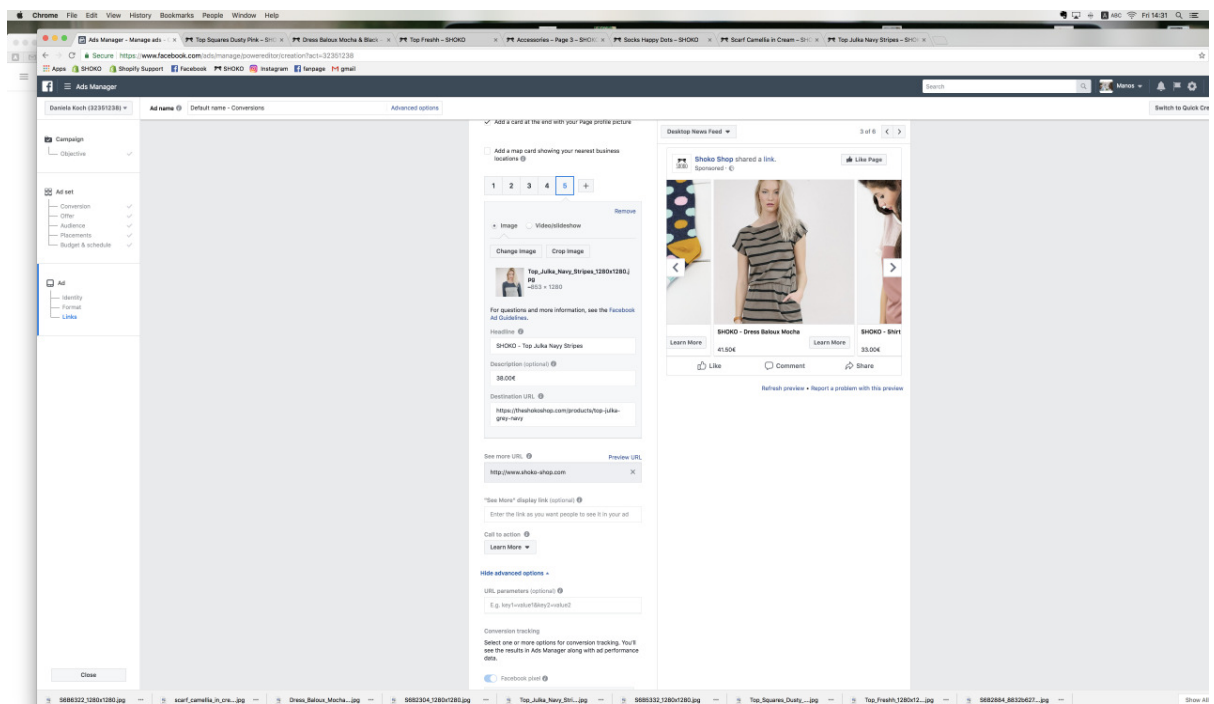 Chrome File Edit View History Bookmarks People Window Help
ABC Fri 14:31
Ads Manager - Manage ads - C
Top Squares Dusty Pink – SHO
Dress Baloux Mocha & Black -
Top Freshh – SHOKO
Accessories – Page 3 – SHOK
Socks Happy Dots – SHOKO
Scarf Camellia in Cream – SH
Top Julka Navy Stripes – SHO
Secure https://www.facebook.com/ads/manage/powereditor/creation?act=32351238
Apps SHOKO Shopify Support Facebook SHOKO Instagram fanpage gmail
Ads Manager
Search
Manos
Daniela Koch (32351238)
Ad name Default name - Conversions
Advanced options
Switch to Quick Cre
Campaign
Objective
Ad set
Conversion
Offer
Audience
Placements
Budget & schedule
Ad
Identity
Format
Links
Close
Add a card at the end with your Page profile picture
Add a map card showing your nearest business
locations
1 2 3 4 5 +
Remove
Image Video/slideshow
Change Image Crop Image
Top_Julka_Navy_Stripes_1280x1280.j
pg
853 × 1280
For questions and more information, see the Facebook
Ad Guidelines.
Headline
SHOKO - Top Julka Navy Stripes
Description (optional)
38.00€
Destination URL
https://theshokoshop.com/products/top-julka-
grey-navy
See more URL
Preview URL
http://www.shoko-shop.com
"See More" display link (optional)
Enter the link as you want people to see it in your ad
Call to action
Learn More
Hide advanced options
URL parameters (optional)
E.g. key1=value1&key2=value2
Conversion tracking
Select one or more options for conversion tracking. You'll
see the results in Ads Manager along with ad performance
data.
Facebook pixel
Desktop News Feed
3 of 6
Shoko Shop shared a link.
Sponsored
Like Page
SHOKO - Dress Baloux Mocha
SHOKO - Shirt
Learn More
41.50€
Learn More
33.00€
Like Comment Share
Refresh preview • Report a problem with this preview
S6B6322_1280x1280.jpg
scarf_camellia_in_cre....jpg
Dress_Baloux_Mocha....jpg
S6B2304_1280x1280.jpg
Top_Julka_Navy_Stri....jpg
S6B5332_1280x1280.jpg
Top_Squares_Dusty_...jpg
Top_Freshh_1280x12....jpg
S6B2884_8832b627....jpg
Show All